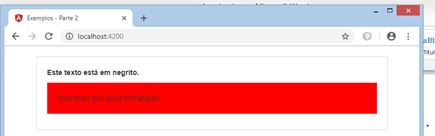 Exemplos - Parte 2
localhost:4200
Este texto está em negrito.
Este texto tem nova formatação